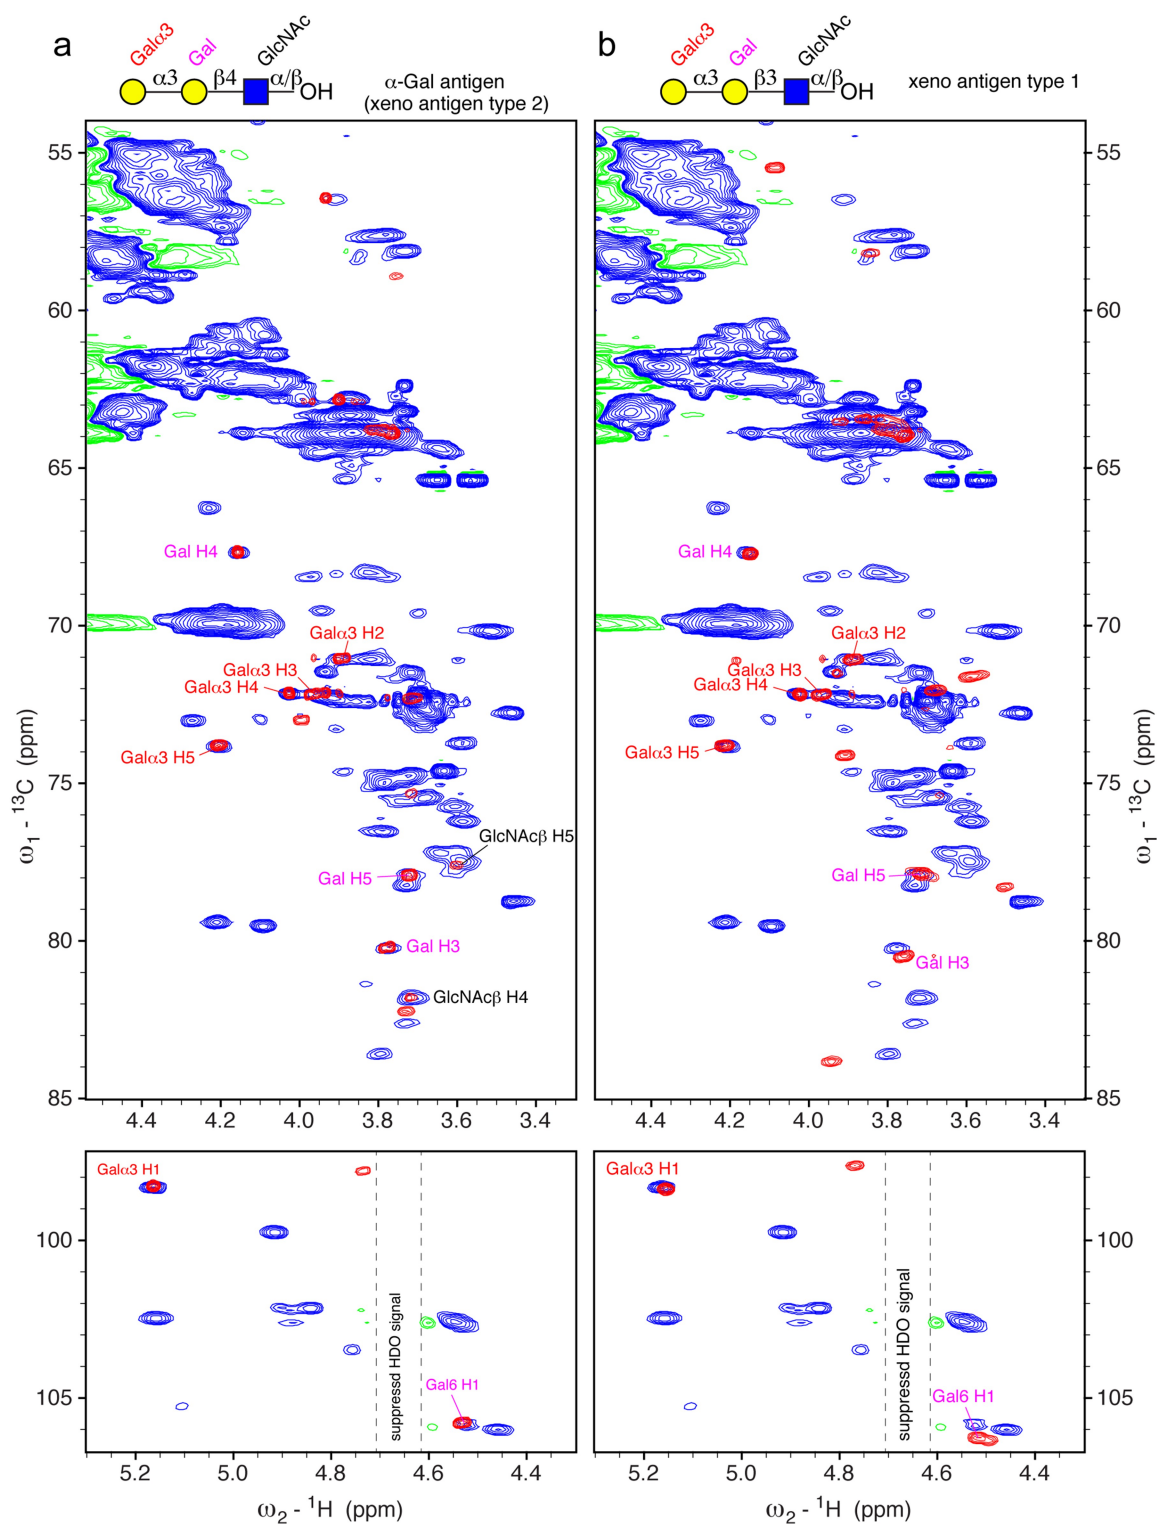 a
Galα3
Gal
GlcNAc
α3
β4
α/β
OH
α-Gal antigen
(xeno antigen type 2)
b
Galα3
Gal
GlcNAc
α3
β3
α/β
OH
xeno antigen type 1
55
60
65
70
75
80
85
ω1 - 13C (ppm)
Gal H4
Galα3 H2
Galα3 H3
Galα3 H4
Galα3 H5
GlcNAcβ H5
Gal H5
Gal H3
GlcNAcβ H4
4.4 4.2 4.0 3.8 3.6 3.4
Gal H4
Galα3 H2
Galα3 H3
Galα3 H4
Galα3 H5
Gal H5
Gål H3
4.4 4.2 4.0 3.8 3.6 3.4
55
60
65
70
75
80
85
ω1 - 13C (ppm)
Galα3 H1
100
105
suppressd HDO signal
Gal6 H1
5.2 5.0 4.8 4.6 4.4
ω2 - 1H (ppm)
Galα3 H1
suppressd HDO signal
Gal6 H1
100
105
5.2 5.0 4.8 4.6 4.4
ω2 - 1H (ppm)